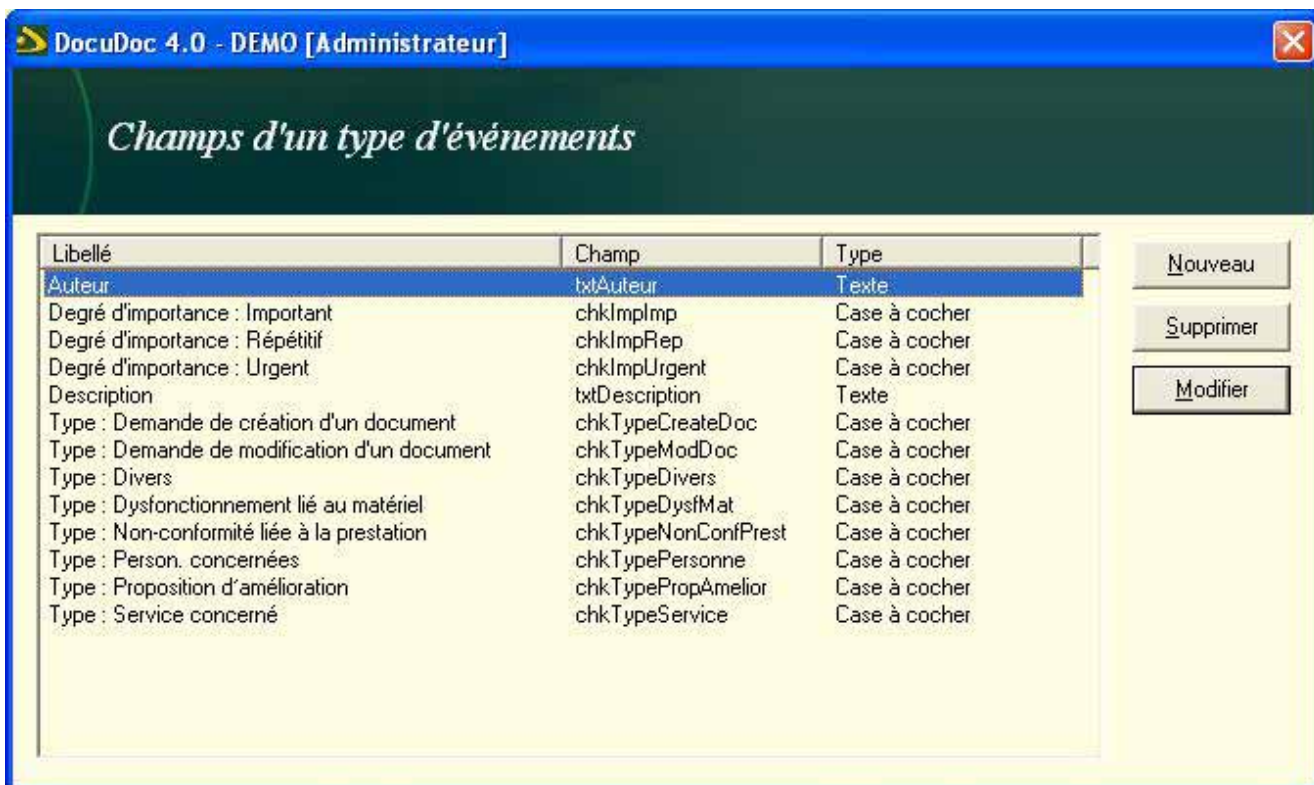 DocuDoc 4.0 - DEMO [Administrateur]
Champs d'un type d'événements
Libellé Champ Type
Auteur txtAuteur Texte
Degré d'importance : Important chkImpImp Case à cocher
Degré d'importance : Répétitif chkImpRep Case à cocher
Degré d'importance : Urgent chkImpUrgent Case à cocher
Description txtDescription Texte
Type : Demande de création d'un document chkTypeCreateDoc Case à cocher
Type : Demande de modification d'un document chkTypeModDoc Case à cocher
Type : Divers chkTypeDivers Case à cocher
Type : Dysfonctionnement lié au matériel chkTypeDysfMat Case à cocher
Type : Non-conformité liée à la prestation chkTypeNonConfPrest Case à cocher
Type : Person. concernées chkTypePersonne Case à cocher
Type : Proposition d´amélioration chkTypePropAmelior Case à cocher
Type : Service concerné chkTypeService Case à cocher
Nouveau
Supprimer
Modifier